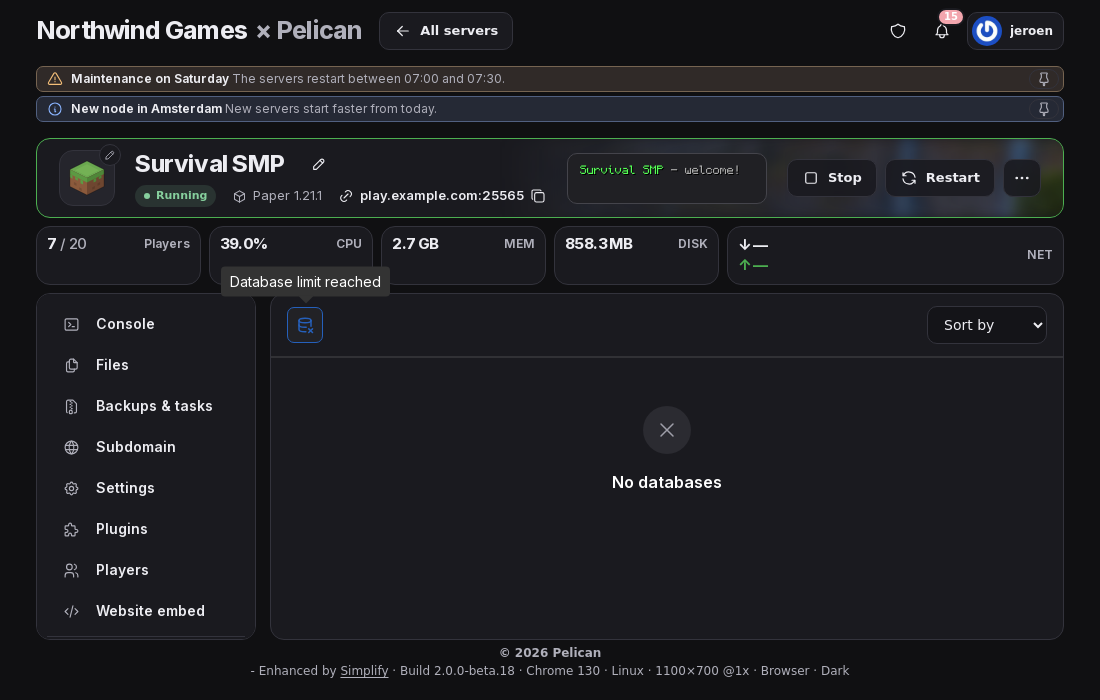 Northwind Games × Pelican
All servers
15
jeroen
Maintenance on Saturday The servers restart between 07:00 and 07:30.
New node in Amsterdam New servers start faster from today.
Survival SMP
Running
Paper 1.21.1
play.example.com:25565
Survival SMP — welcome!
Stop
Restart
7 / 20
Players
39.0%
CPU
2.7 GB
MEM
858.3 MB
DISK
↓—
↑—
NET
Database limit reached
Console
Files
Backups & tasks
Subdomain
Settings
Plugins
Players
Website embed
Sort by
No databases
© 2026 Pelican
- Enhanced by Simplify · Build 2.0.0-beta.18 · Chrome 130 · Linux · 1100×700 @1x · Browser · Dark